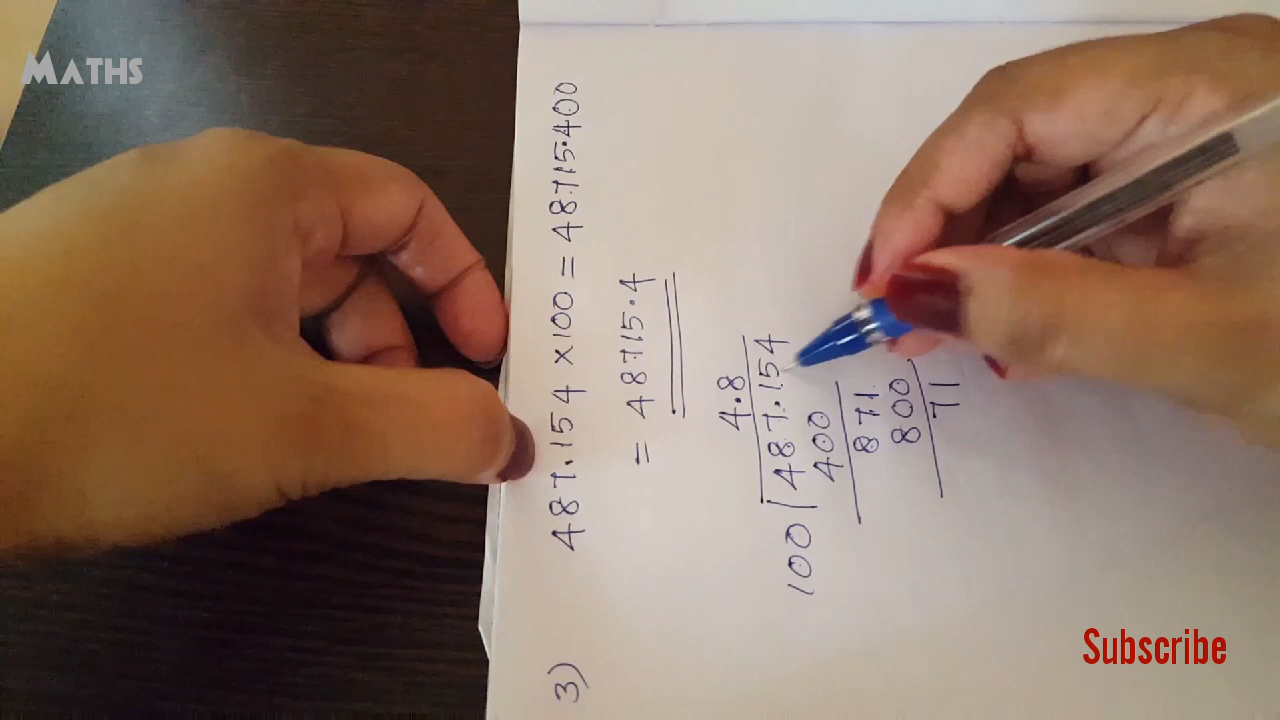 MATHS
3) 487.154 x 100 = 48715.400
= 48715.4
4.8
100 487.154
400
871
800
71
Subscribe